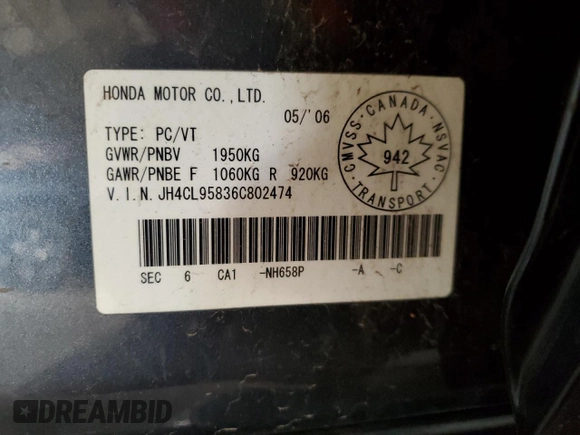 HONDA MOTOR CO.,LTD.
05/'06
TYPE: PC/VT
GVWR/PNBV 1950KG
GAWR/PNBE F 1060KG R 920KG
V.I.N. JH4CL95836C802474
CMVSS · CANADA · NSVAC
942
TRANSPORT
SEC 6 CA1 -NH658P -A -C
DREAMBID